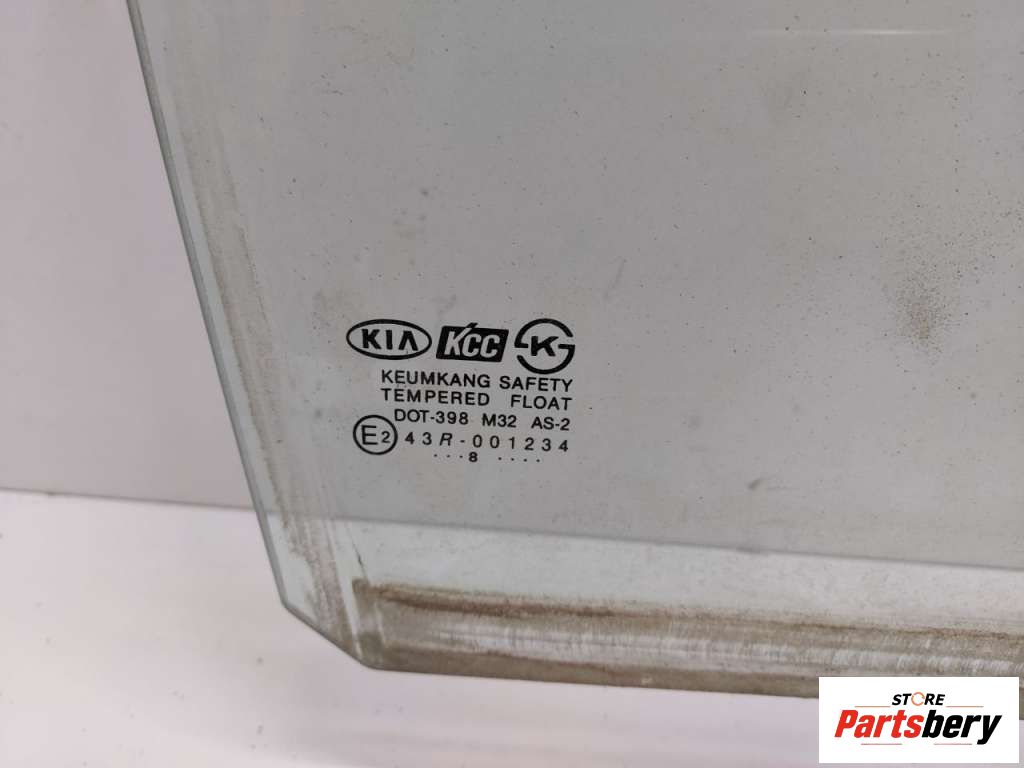 KIA KCC K
KEUMKANG SAFETY
TEMPERED FLOAT
DOT-398 M32 AS-2
E2 43R-001234
...8 ....
STORE
Partsbery